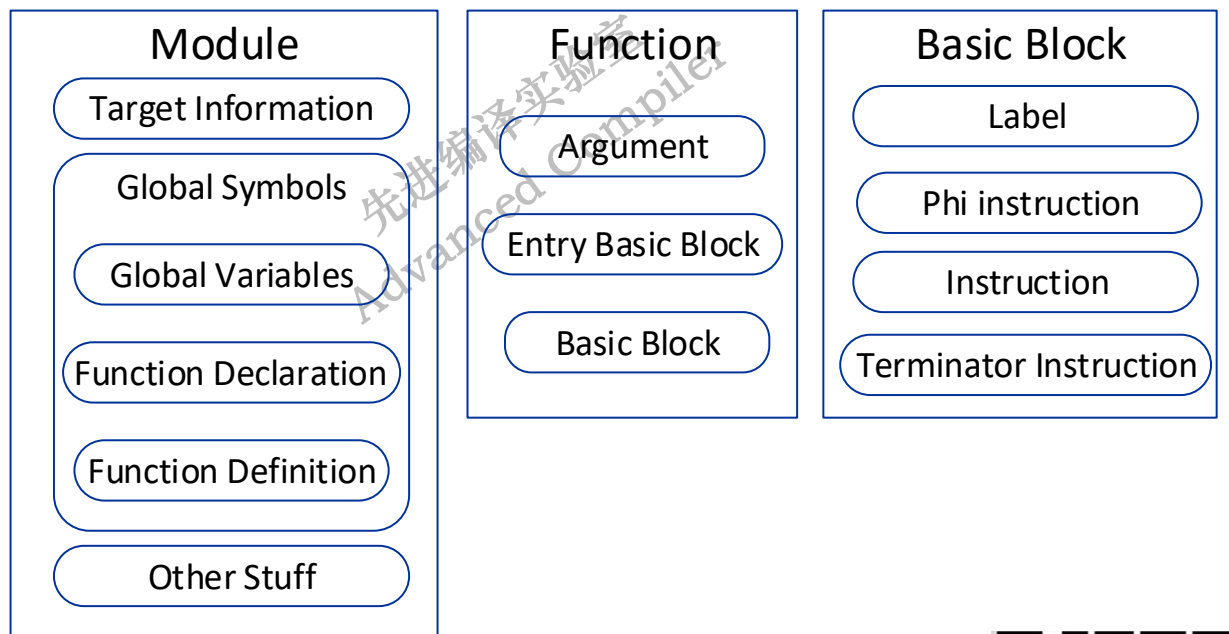 Module
Target Information
Global Symbols
Global Variables
Function Declaration
Function Definition
Other Stuff
Function
Argument
Entry Basic Block
Basic Block
Basic Block
Label
Phi instruction
Instruction
Terminator Instruction
先进编译实验室
Advanced Compiler